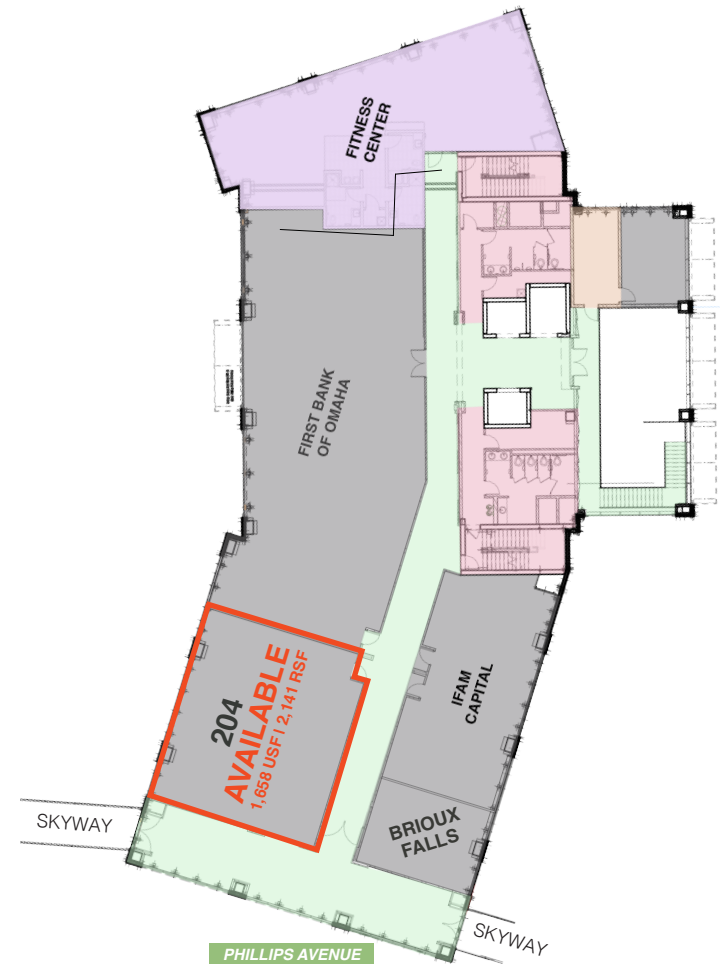 FITNESS
CENTER
FIRST BANK
OF OMAHA
204
AVAILABLE
1,658 USF I 2,141 RSF
IFAM
CAPITAL
BRIOUX
FALLS
SKYWAY
SKYWAY
PHILLIPS AVENUE